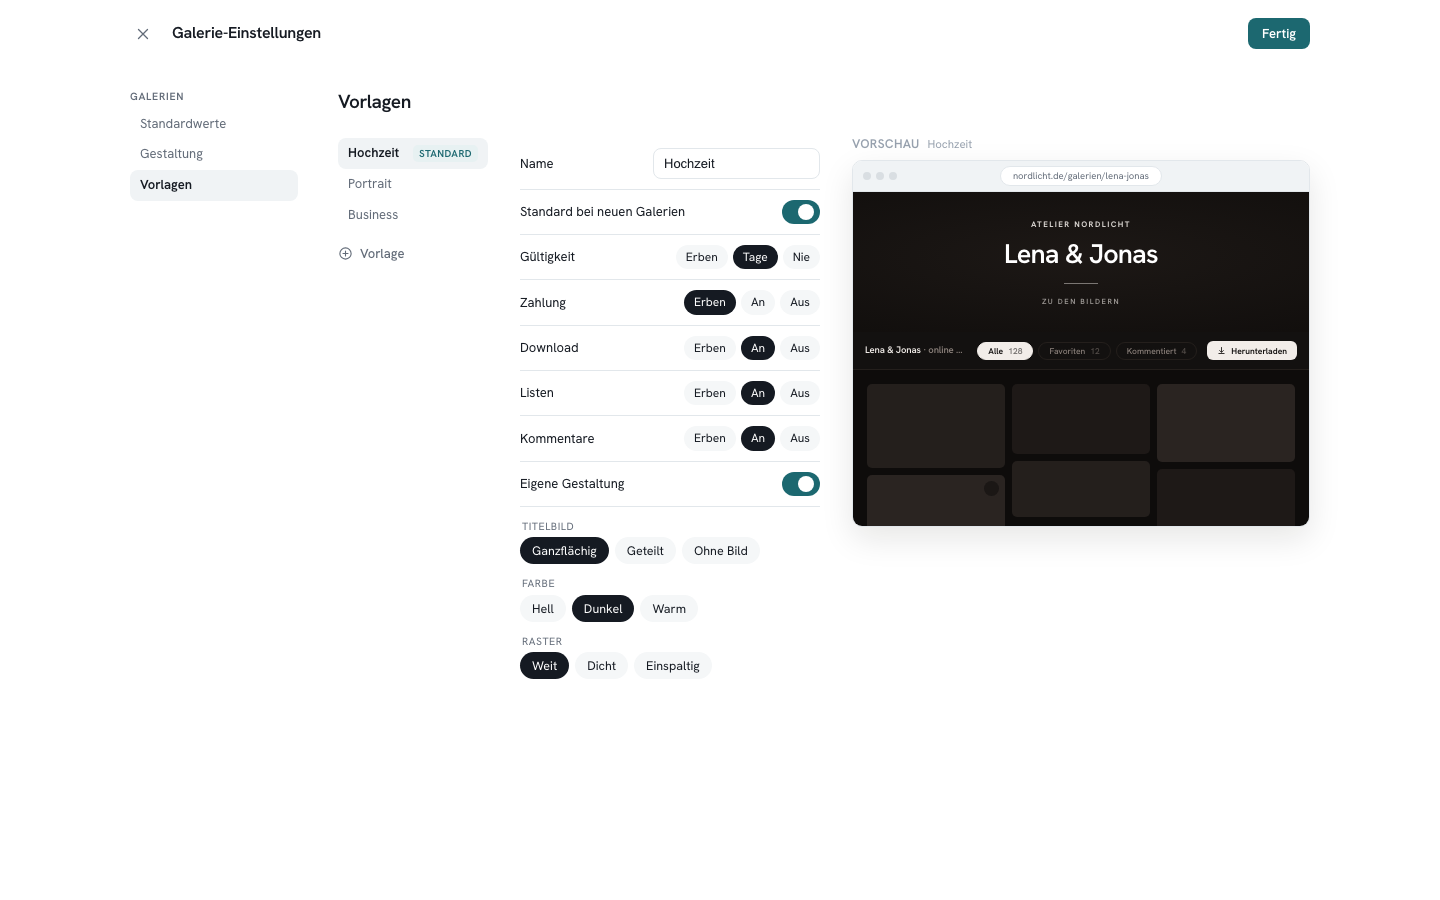 Galerie-Einstellungen
Fertig
GALERIEN
Standardwerte
Gestaltung
Vorlagen
Vorlagen
Hochzeit STANDARD
Portrait
Business
Vorlage
Name Hochzeit
Standard bei neuen Galerien
Gültigkeit Erben Tage Nie
Zahlung Erben An Aus
Download Erben An Aus
Listen Erben An Aus
Kommentare Erben An Aus
Eigene Gestaltung
TITELBILD
Ganzflächig Geteilt Ohne Bild
FARBE
Hell Dunkel Warm
RASTER
Weit Dicht Einspaltig
VORSCHAU Hochzeit
nordlicht.de/galerien/lena-jonas
ATELIER NORDLICHT
Lena & Jonas
ZU DEN BILDERN
Lena & Jonas · online ... Alle 128 Favoriten 12 Kommentiert 4 Herunterladen